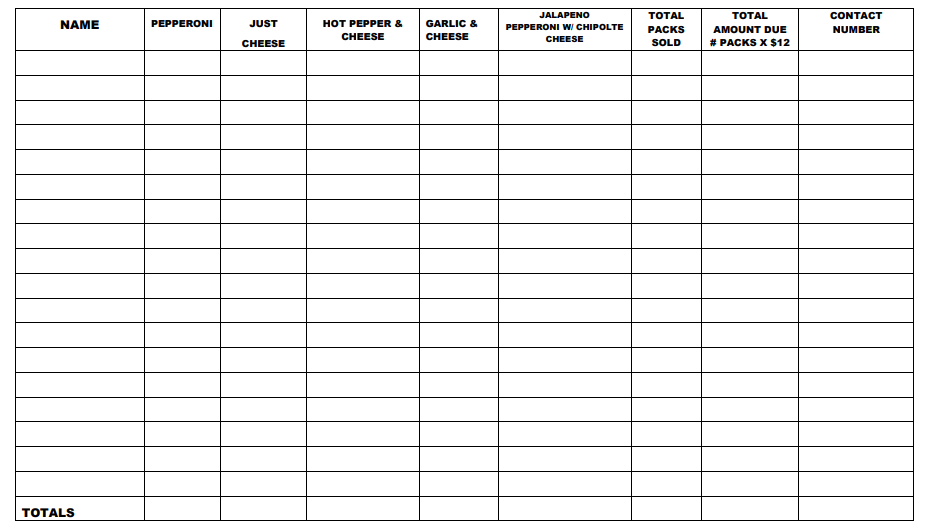 NAME
PEPPERONI
JUST
CHEESE
HOT PEPPER &
CHEESE
GARLIC &
CHEESE
JALAPENO
PEPPERONI W/ CHIPOLTE
CHEESE
TOTAL
PACKS
SOLD
TOTAL
AMOUNT DUE
# PACKS X $12
CONTACT
NUMBER
TOTALS